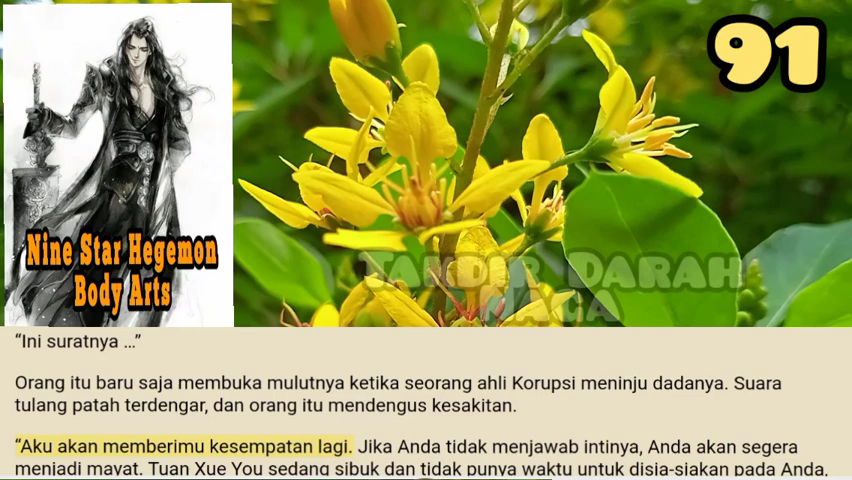 91
Nine Star Hegemon
Body Arts
Takdir Darah
Naga
“Ini suratnya ...”
Orang itu baru saja membuka mulutnya ketika seorang ahli Korupsi meninju dadanya. Suara
tulang patah terdengar, dan orang itu mendengus kesakitan.
“Aku akan memberimu kesempatan lagi. Jika Anda tidak menjawab intinya, Anda akan segera
menjadi mayat. Tuan Xue You sedang sibuk dan tidak punya waktu untuk disia-siakan pada Anda,